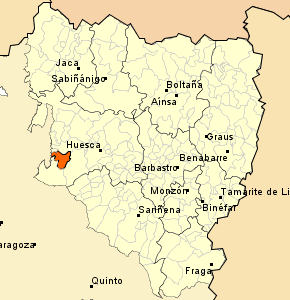 Jaca
Sabiñánigo
Boltaña
Aínsa
Graus
Huesca
Benabarre
Barbastro
Monzón
Tamarite de Li
Binéfar
Sariñena
aragoza
Fraga
Quinto